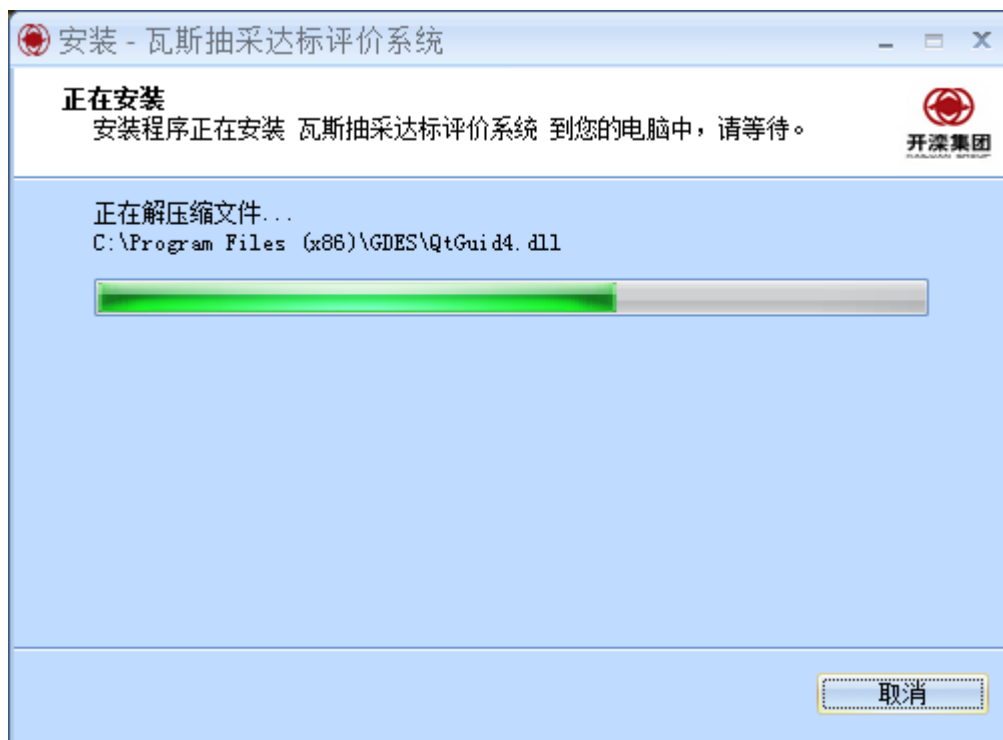 安装 - 瓦斯抽采达标评价系统
正在安装
安装程序正在安装 瓦斯抽采达标评价系统 到您的电脑中，请等待。
开滦集团
正在解压缩文件...
C:\Program Files (x86)\GDES\QtGuid4.dll
取消